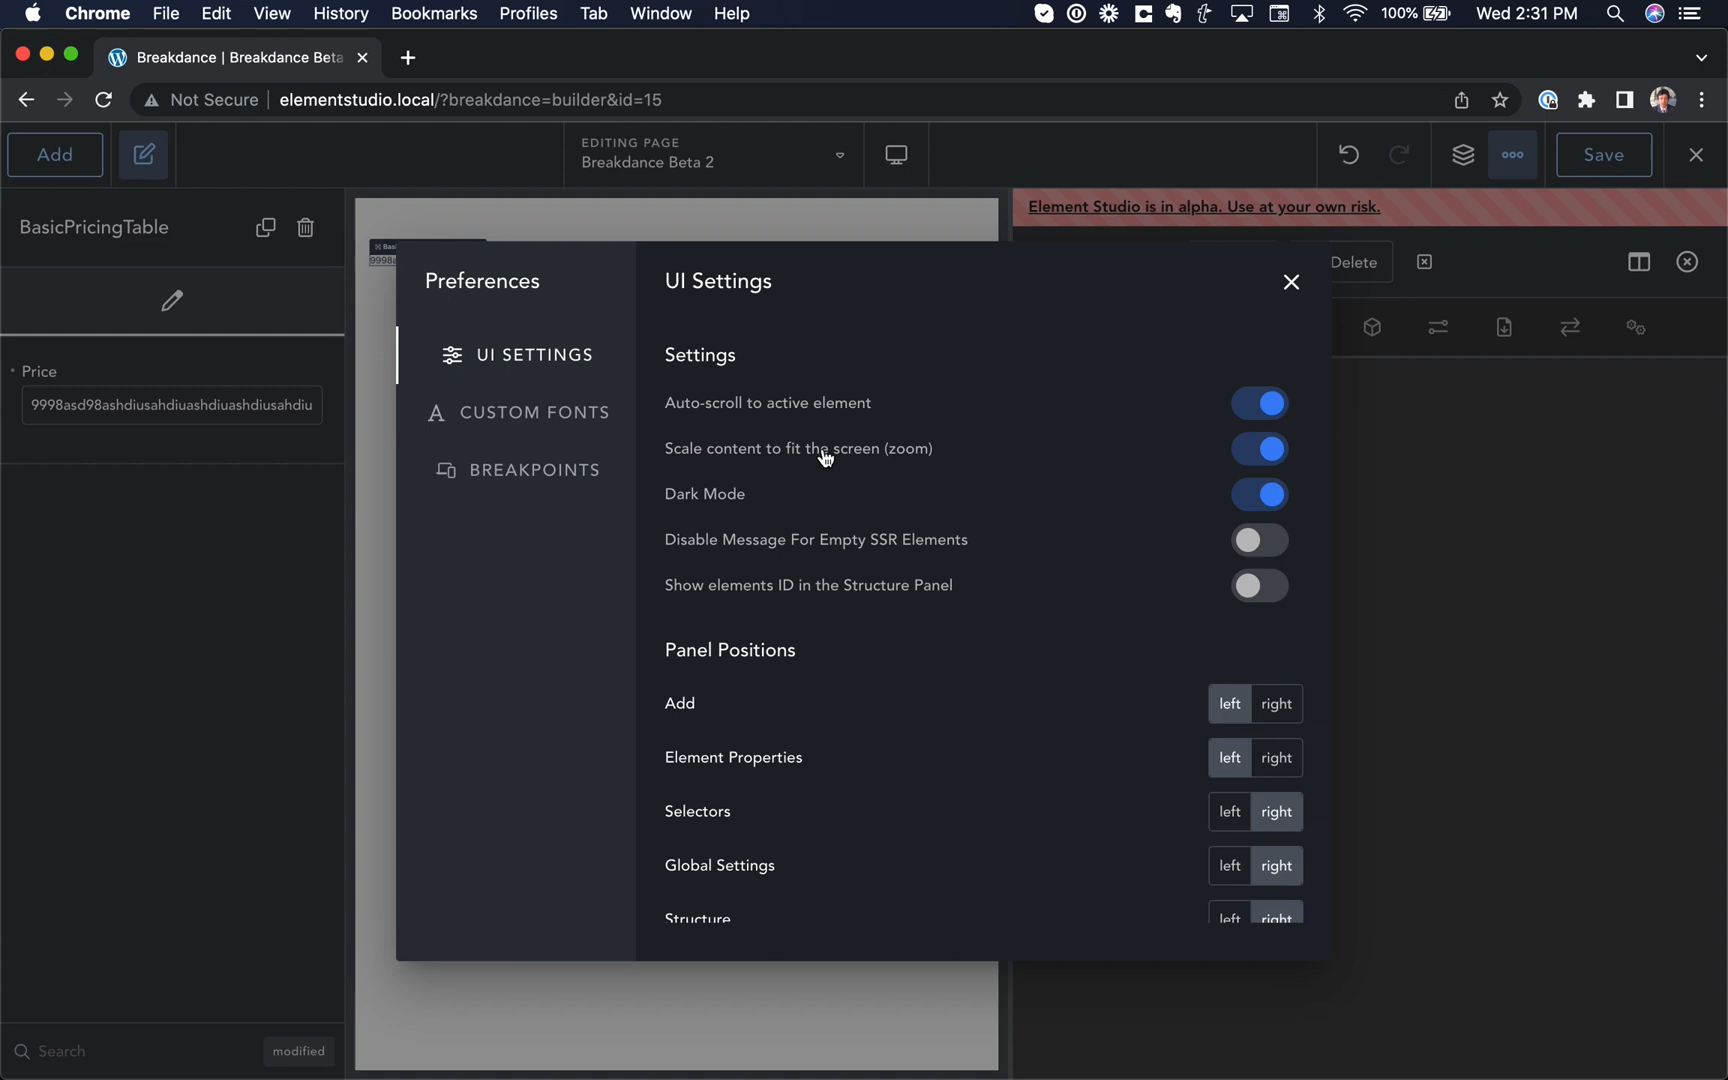 Chrome File Edit View History Bookmarks Profiles Tab Window Help 100% Wed 2:31 PM
Breakdance | Breakdance Beta
Not Secure elementstudio.local/?breakdance=builder&id=15
Add
EDITING PAGE
Breakdance Beta 2
Save
Element Studio is in alpha. Use at your own risk.
BasicPricingTable
Delete
Price
9998asd98ashdiusahdiuashdiuashdiusahdiu
Preferences
UI SETTINGS
CUSTOM FONTS
BREAKPOINTS
UI Settings
Settings
Auto-scroll to active element
Scale content to fit the screen (zoom)
Dark Mode
Disable Message For Empty SSR Elements
Show elements ID in the Structure Panel
Panel Positions
Add left right
Element Properties left right
Selectors left right
Global Settings left right
Structure left right
Search
modified